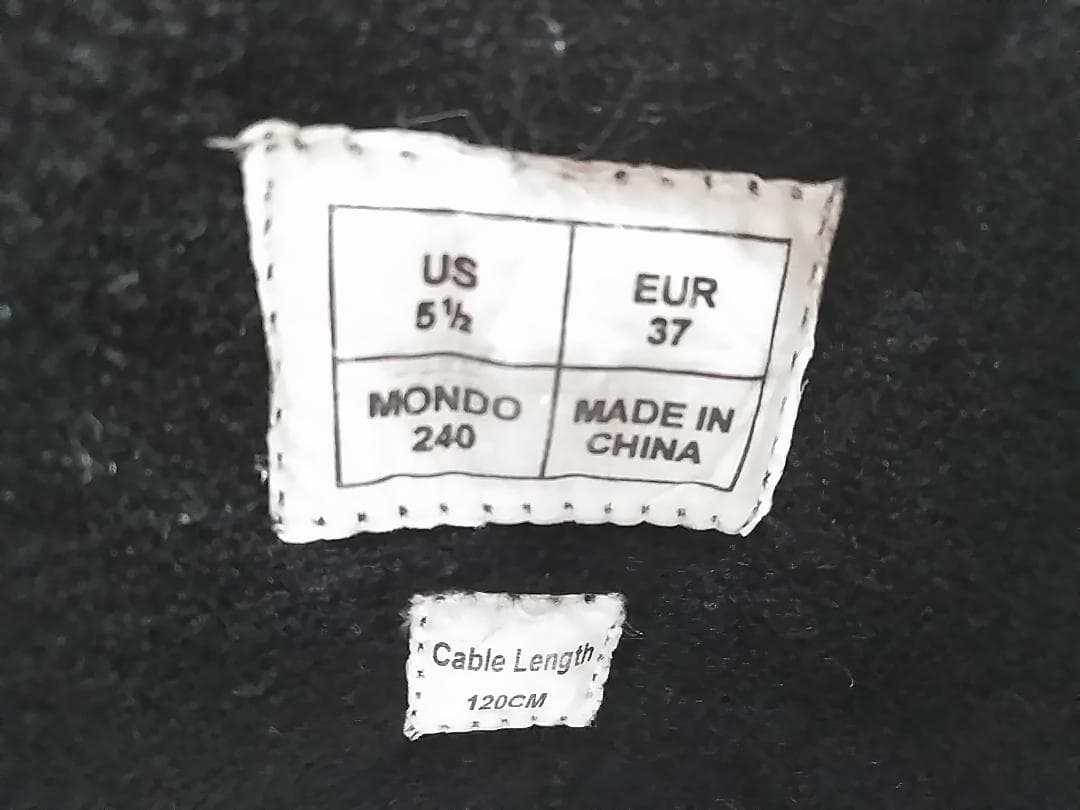 US
5½
EUR
37
MONDO
240
MADE IN
CHINA
Cable Length
120CM